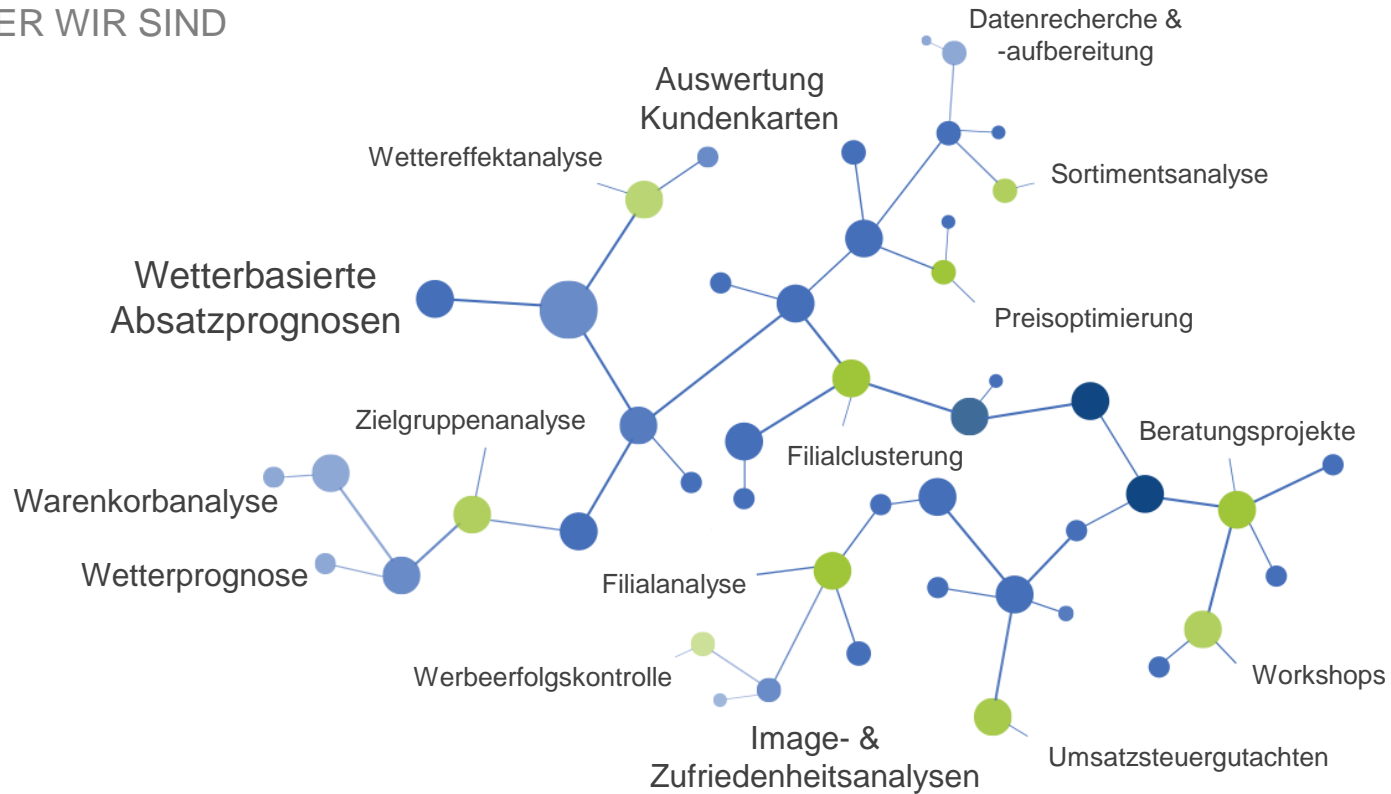 ER WIR SIND
Datenrecherche &
-aufbereitung
Auswertung
Kundenkarten
Wettereffektanalyse
Sortimentsanalyse
Wetterbasierte
Absatzprognosen
Preisoptimierung
Zielgruppenanalyse
Beratungsprojekte
Filialclusterung
Warenkorbanalyse
Wetterprognose
Filialanalyse
Werbeerfolgskontrolle
Workshops
Image- &
Zufriedenheitsanalysen
Umsatzsteuergutachten